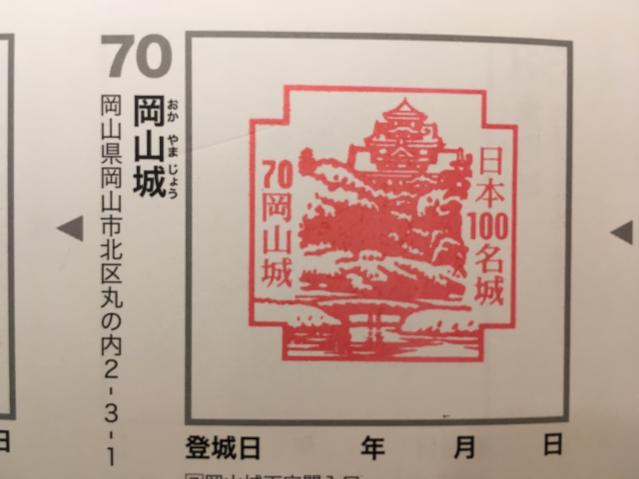 70
岡山城
おかやまじょう
岡山県岡山市北区丸の内2-3-1
70岡山城
日本100名城
登城日 年 月 日
日